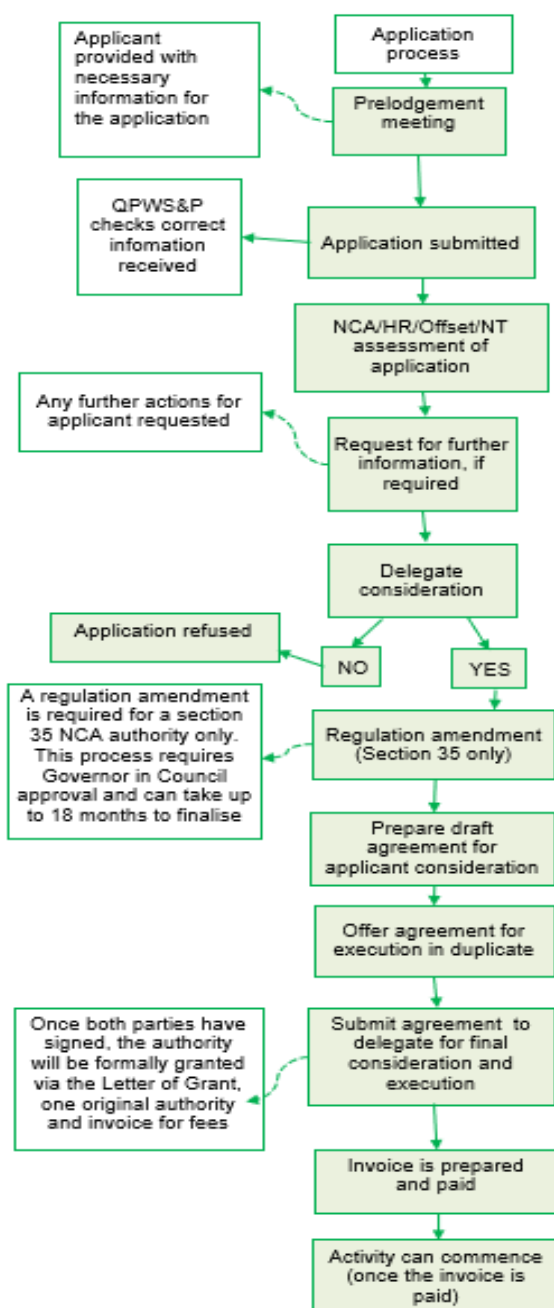 Applicant
provided with
necessary
information for
the application
Application
process
Prelodgement
meeting
QPWS&P
checks correct
infomation
received
Application submitted
NCA/HR/Offset/NT
assessment of
application
Any further actions for
applicant requested
Request for further
information, if
required
Delegate
consideration
Application refused
NO
YES
A regulation amendment
is required for a section
35 NCA authority only.
This process requires
Governor in Council
approval and can take up
to 18 months to finalise
Regulation amendment
(Section 35 only)
Prepare draft
agreement for
applicant consideration
Offer agreement for
execution in duplicate
Once both parties have
signed, the authority
will be formally granted
via the Letter of Grant,
one original authority
and invoice for fees
Submit agreement to
delegate for final
consideration and
execution
Invoice is prepared
and paid
Activity can commence
(once the invoice is
paid)